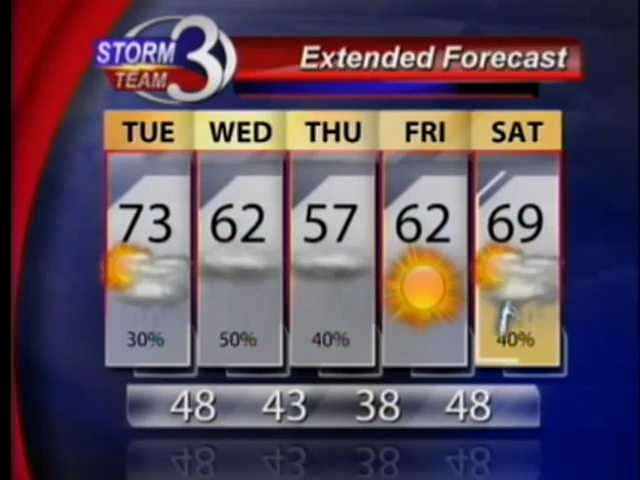 STORM 3
TEAM
Extended Forecast
TUE WED THU FRI SAT
73 62 57 62 69
30% 50% 40% 40%
48 43 38 48